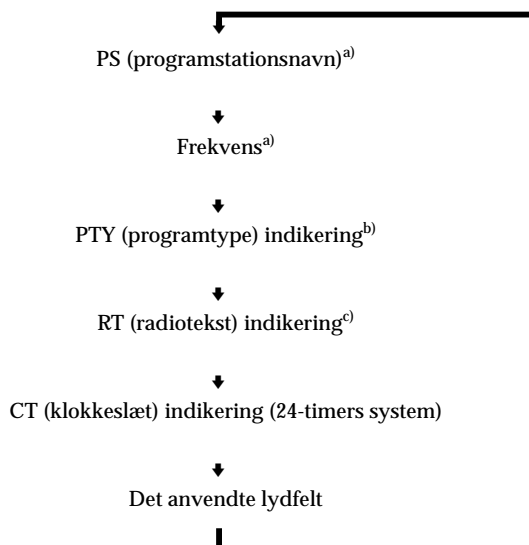 PS (programstationsnavn)a)
Frekvensa)
PTY (programtype) indikeringb)
RT (radiotekst) indikeringc)
CT (klokkeslæt) indikering (24-timers system)
Det anvendte lydfelt